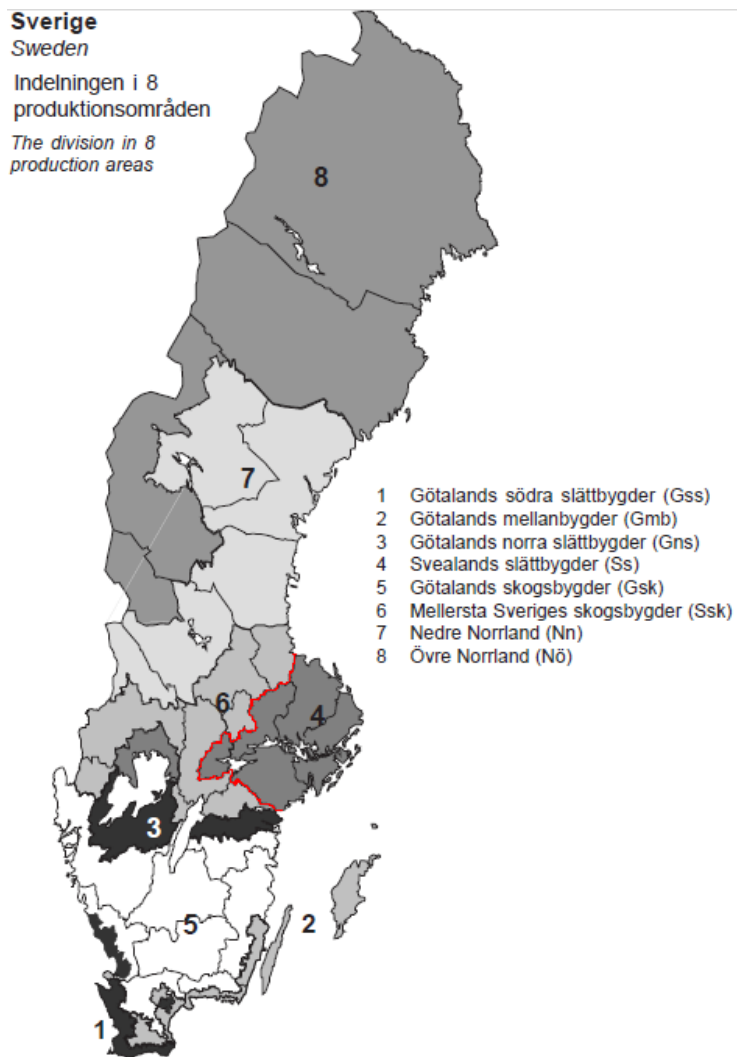 Sverige
Sweden
Indelningen i 8
produktionsområden
The division in 8
production areas
8
7
1 Götalands södra slättbygder (Gss)
2 Götalands mellanbygder (Gmb)
3 Götalands norra slättbygder (Gns)
4 Svealands slättbygder (Ss)
5 Götalands skogsbygder (Gsk)
6 Mellersta Sveriges skogsbygder (Ssk)
7 Nedre Norrland (Nn)
8 Övre Norrland (Nö)
6
4
3
5
2
1